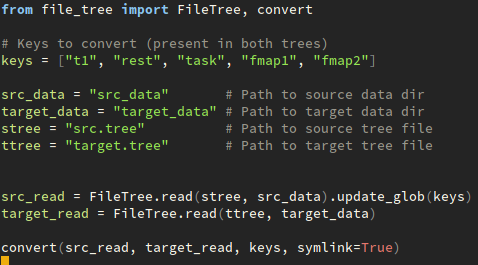 from file_tree import FileTree, convert
# Keys to convert (present in both trees)
keys = ["t1", "rest", "task", "fmap1", "fmap2"]
src_data = "src_data"       # Path to source data dir
target_data = "target_data" # Path to target data dir
stree = "src.tree"          # Path to source tree file
ttree = "target.tree"       # Path to target tree file
src_read = FileTree.read(stree, src_data).update_glob(keys)
target_read = FileTree.read(ttree, target_data)
convert(src_read, target_read, keys, symlink=True)